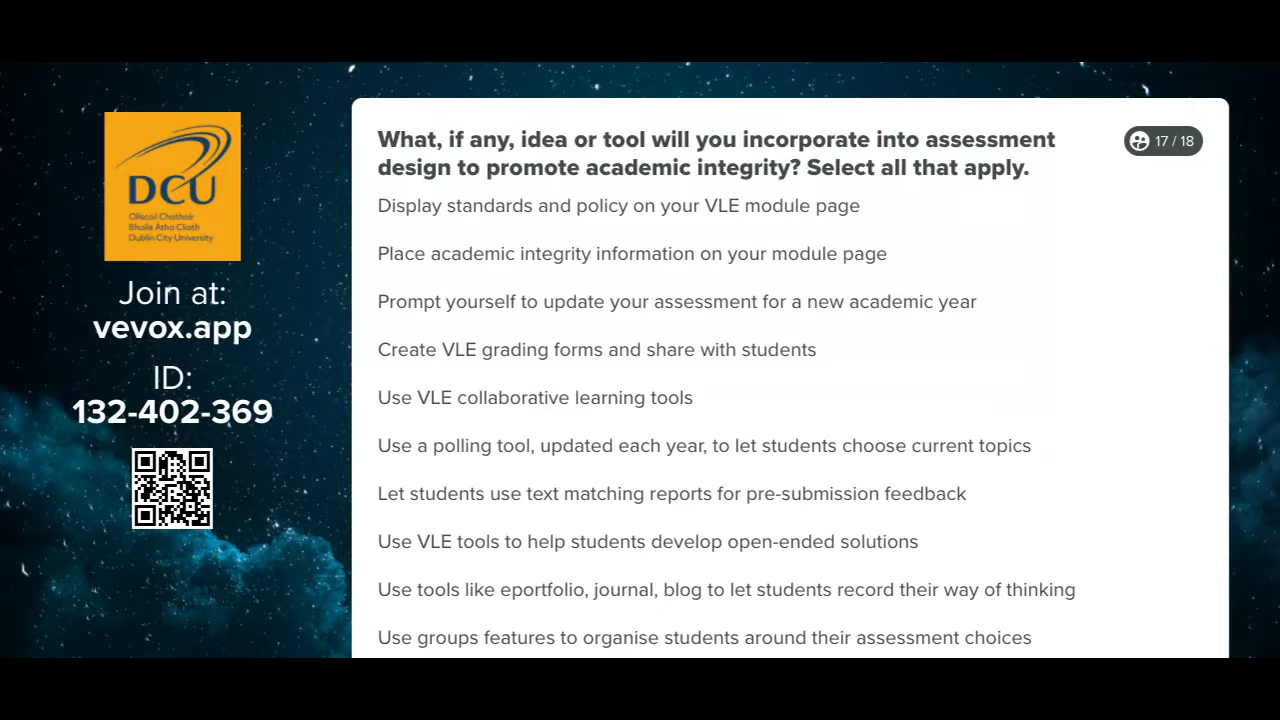 DCU
Ollscoil Chathair
Bhaile Átha Cliath
Dublin City University
Join at:
vevox.app
ID:
132-402-369
What, if any, idea or tool will you incorporate into assessment
design to promote academic integrity? Select all that apply.
17 / 18
Display standards and policy on your VLE module page
Place academic integrity information on your module page
Prompt yourself to update your assessment for a new academic year
Create VLE grading forms and share with students
Use VLE collaborative learning tools
Use a polling tool, updated each year, to let students choose current topics
Let students use text matching reports for pre-submission feedback
Use VLE tools to help students develop open-ended solutions
Use tools like eportfolio, journal, blog to let students record their way of thinking
Use groups features to organise students around their assessment choices